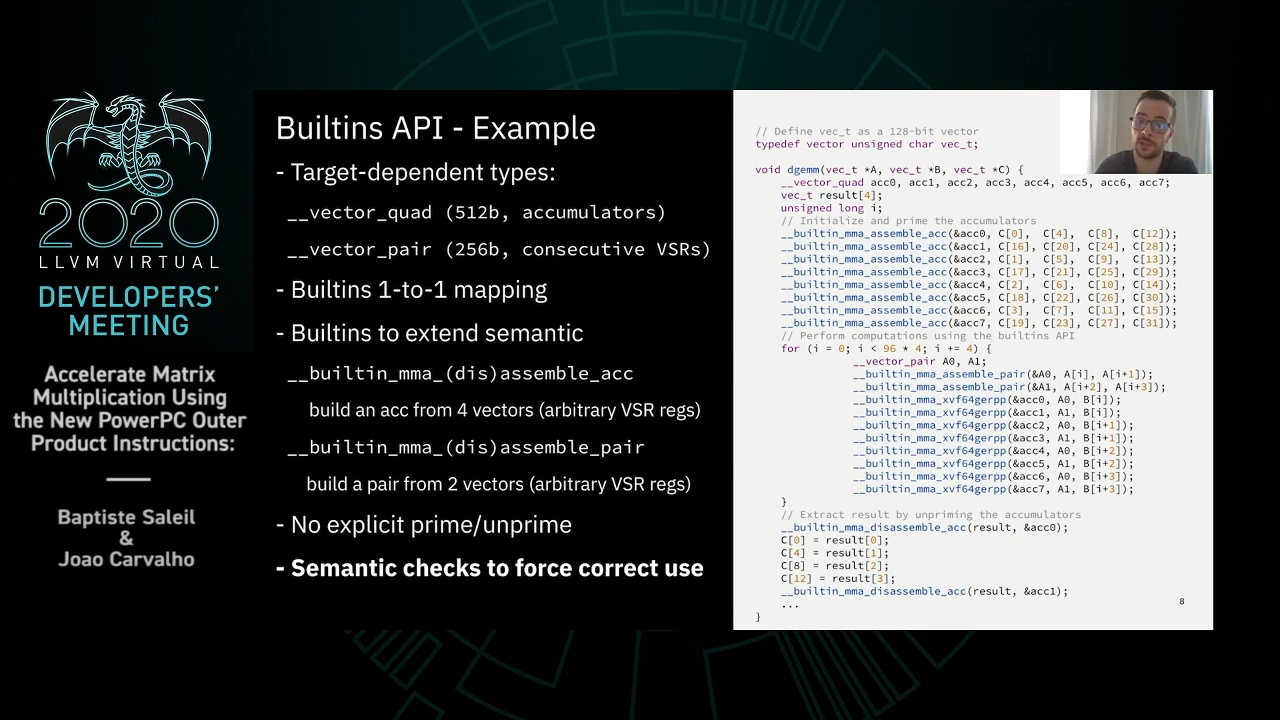 2020
LLVM VIRTUAL
DEVELOPERS'
MEETING
Accelerate Matrix
Multiplication Using
the New PowerPC Outer
Product Instructions:
Baptiste Saleil
&
Joao Carvalho
Builtins API - Example
- Target-dependent types:
__vector_quad (512b, accumulators)
__vector_pair (256b, consecutive VSRs)
- Builtins 1-to-1 mapping
- Builtins to extend semantic
__builtin_mma_(dis)assemble_acc
build an acc from 4 vectors (arbitrary VSR regs)
__builtin_mma_(dis)assemble_pair
build a pair from 2 vectors (arbitrary VSR regs)
- No explicit prime/unprime
- Semantic checks to force correct use
// Define vec_t as a 128-bit vector
typedef vector unsigned char vec_t;
void dgemm(vec_t *A, vec_t *B, vec_t *C) {
__vector_quad acc0, acc1, acc2, acc3, acc4, acc5, acc6, acc7;
vec_t result[4];
unsigned long i;
// Initialize and prime the accumulators
__builtin_mma_assemble_acc(&acc0, C[0], C[4], C[8], C[12]);
__builtin_mma_assemble_acc(&acc1, C[16], C[20], C[24], C[28]);
__builtin_mma_assemble_acc(&acc2, C[1], C[5], C[9], C[13]);
__builtin_mma_assemble_acc(&acc3, C[17], C[21], C[25], C[29]);
__builtin_mma_assemble_acc(&acc4, C[2], C[6], C[10], C[14]);
__builtin_mma_assemble_acc(&acc5, C[18], C[22], C[26], C[30]);
__builtin_mma_assemble_acc(&acc6, C[3], C[7], C[11], C[15]);
__builtin_mma_assemble_acc(&acc7, C[19], C[23], C[27], C[31]);
// Perform computations using the builtins API
for (i = 0; i < 96 * 4; i += 4) {
__vector_pair A0, A1;
__builtin_mma_assemble_pair(&A0, A[i], A[i+1]);
__builtin_mma_assemble_pair(&A1, A[i+2], A[i+3]);
__builtin_mma_xvf64gerpp(&acc0, A0, B[i]);
__builtin_mma_xvf64gerpp(&acc1, A1, B[i]);
__builtin_mma_xvf64gerpp(&acc2, A0, B[i+1]);
__builtin_mma_xvf64gerpp(&acc3, A1, B[i+1]);
__builtin_mma_xvf64gerpp(&acc4, A0, B[i+2]);
__builtin_mma_xvf64gerpp(&acc5, A1, B[i+2]);
__builtin_mma_xvf64gerpp(&acc6, A0, B[i+3]);
__builtin_mma_xvf64gerpp(&acc7, A1, B[i+3]);
}
// Extract result by unpriming the accumulators
__builtin_mma_disassemble_acc(result, &acc0);
C[0] = result[0];
C[4] = result[1];
C[8] = result[2];
C[12] = result[3];
__builtin_mma_disassemble_acc(result, &acc1);
...
}
8